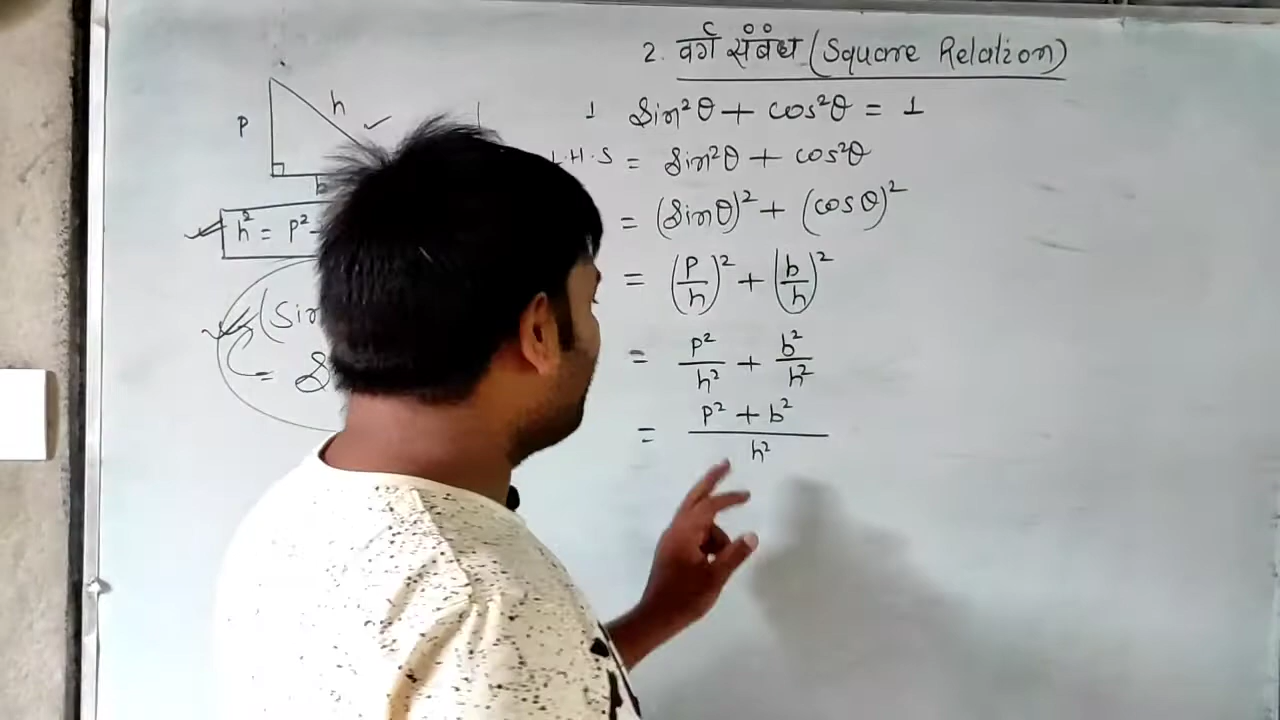 2. वर्ग संबंध (Square Relation)
1 Sin²θ + cos²θ = 1
L.H.S = Sin²θ + cos²θ
= (Sinθ)² + (cosθ)²
= (p/h)² + (b/h)²
= p²/h² + b²/h²
= p² + b² / h²
p
h
b
h² = p²
(Sin
= S